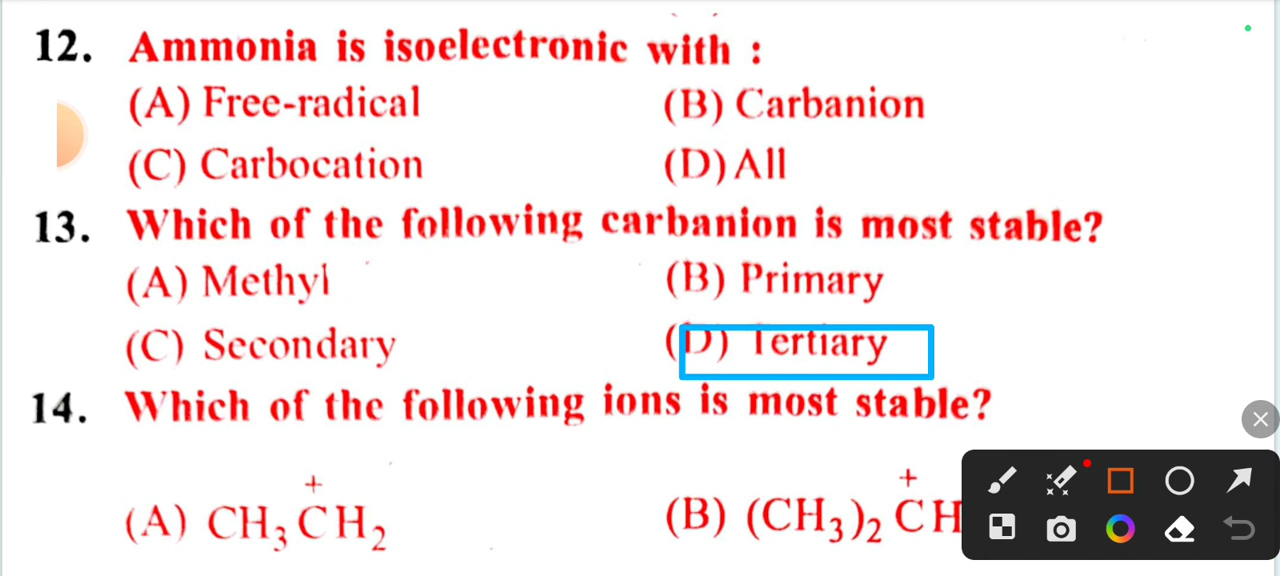 12. Ammonia is isoelectronic with :
(A) Free-radical (B) Carbanion
(C) Carbocation (D) All
13. Which of the following carbanion is most stable?
(A) Methyl (B) Primary
(C) Secondary (D) Tertiary
14. Which of the following ions is most stable?
(A) CH₃C⁺H₂ (B) (CH₃)₂C⁺H